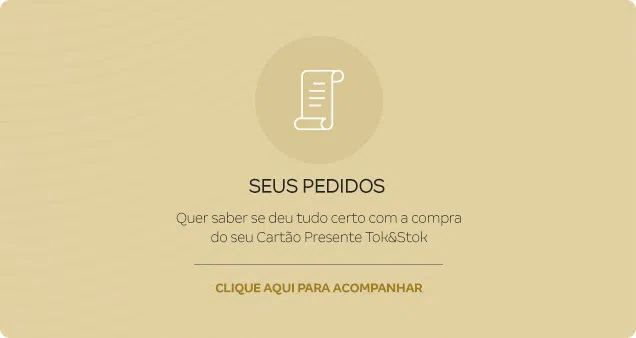 SEUS PEDIDOS
Quer saber se deu tudo certo com a compra
do seu Cartão Presente Tok&Stok
CLIQUE AQUI PARA ACOMPANHAR